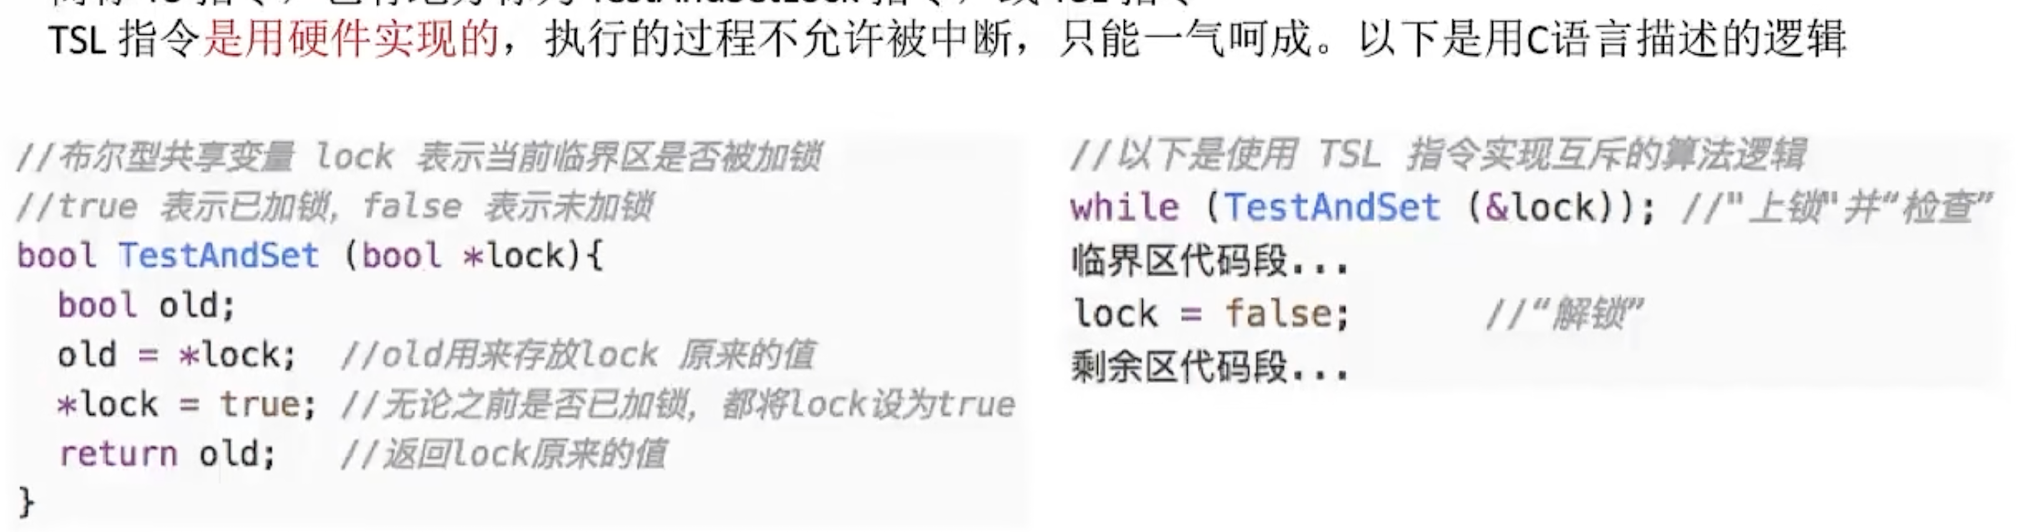 TSL 指令是用硬件实现的，执行的过程不允许被中断，只能一气呵成。以下是用C语言描述的逻辑
//布尔型共享变量 lock 表示当前临界区是否被加锁
//true 表示已加锁，false 表示未加锁
bool TestAndSet (bool *lock){
bool old;
old = *lock; //old用来存放lock 原来的值
*lock = true; //无论之前是否已加锁，都将lock设为true
return old; //返回lock原来的值
}
//以下是使用 TSL 指令实现互斥的算法逻辑
while (TestAndSet (&lock)); //"上锁"并“检查”
临界区代码段...
lock = false; //“解锁”
剩余区代码段...